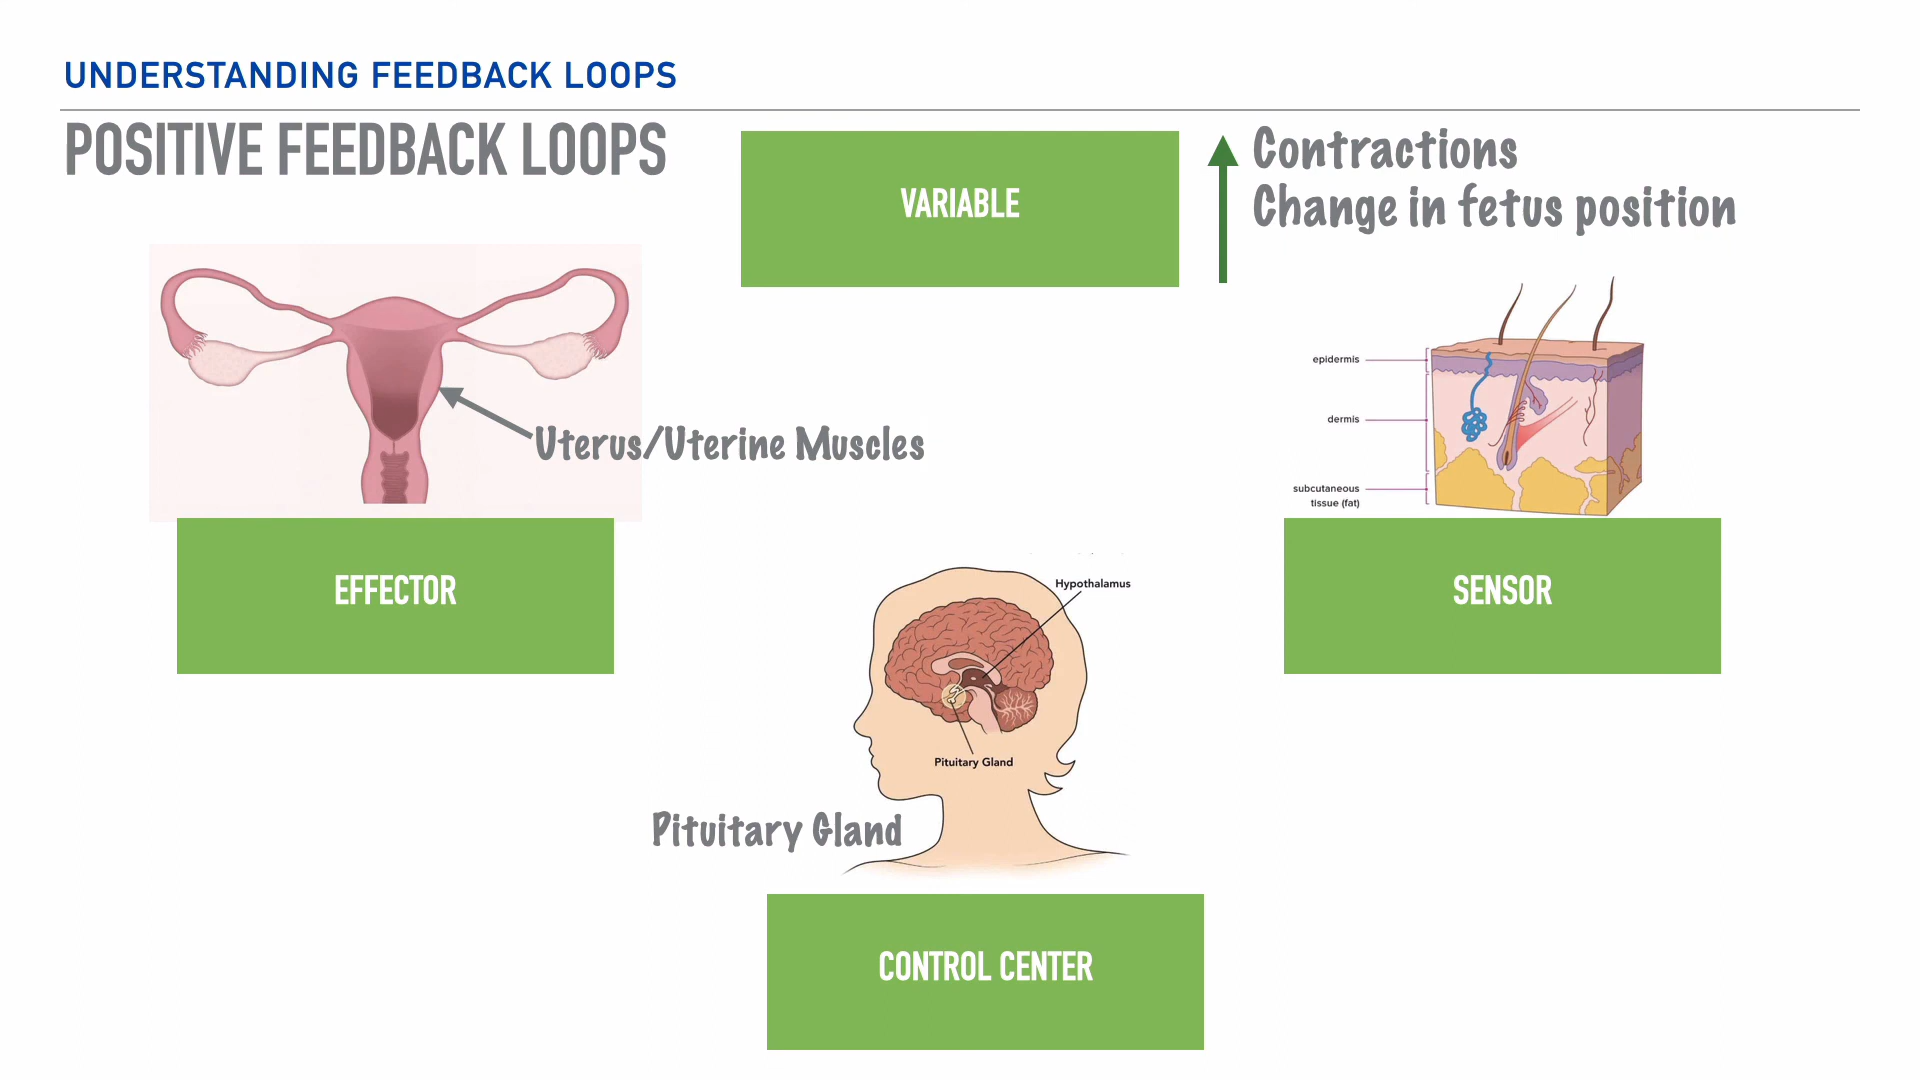 UNDERSTANDING FEEDBACK LOOPS
POSITIVE FEEDBACK LOOPS
VARIABLE
Contractions
Change in fetus position
Uterus/Uterine Muscles
EFFECTOR
epidermis
dermis
subcutaneous
tissue (fat)
SENSOR
Hypothalamus
Pituitary Gland
Pituitary Gland
CONTROL CENTER